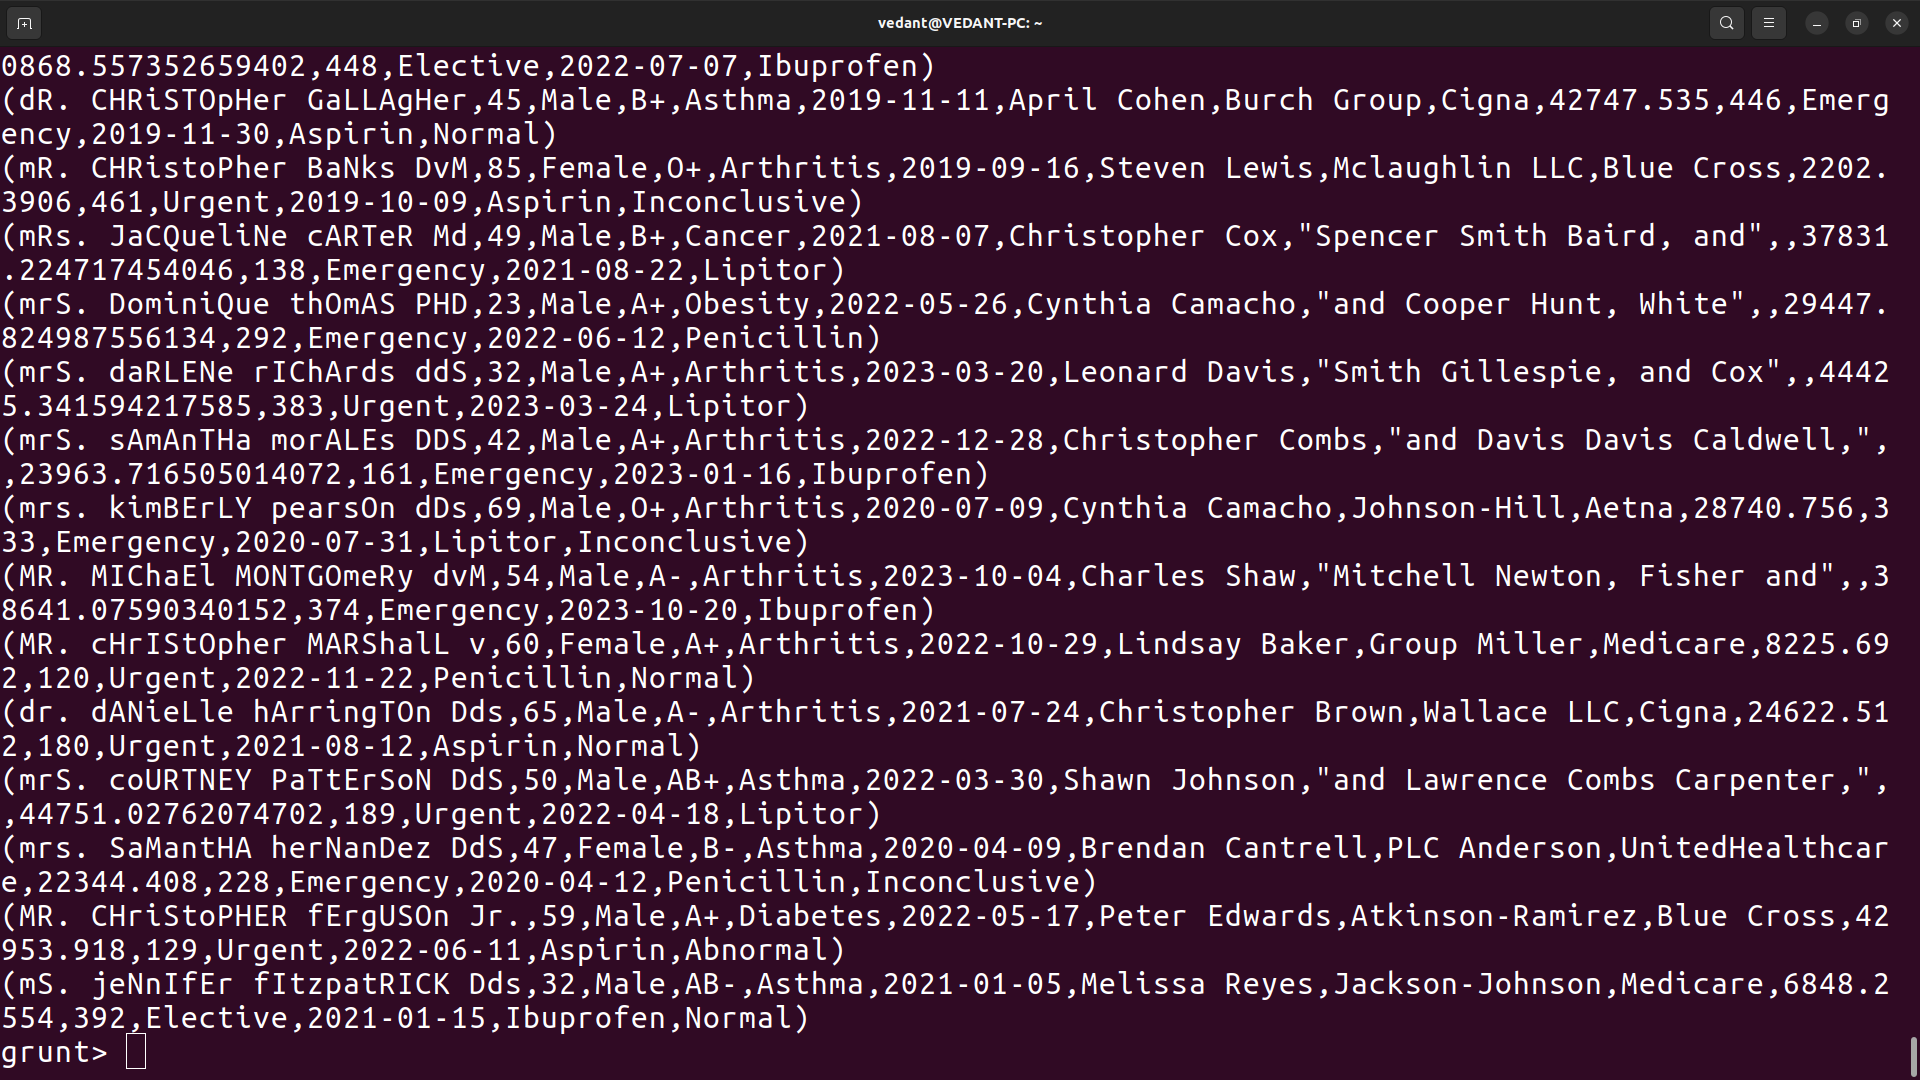 vedant@VEDANT-PC: ~
0868.557352659402,448,Elective,2022-07-07,Ibuprofen)
(dR. CHRiSTOpHer GaLLAgHer,45,Male,B+,Asthma,2019-11-11,April Cohen,Burch Group,Cigna,42747.535,446,Emerg
ency,2019-11-30,Aspirin,Normal)
(mR. CHRistoPher BaNks DvM,85,Female,O+,Arthritis,2019-09-16,Steven Lewis,Mclaughlin LLC,Blue Cross,2202.
3906,461,Urgent,2019-10-09,Aspirin,Inconclusive)
(mRs. JaCQueliNe cARTeR Md,49,Male,B+,Cancer,2021-08-07,Christopher Cox,"Spencer Smith Baird, and",,37831
.224717454046,138,Emergency,2021-08-22,Lipitor)
(mrS. DominiQue thOmAS PHD,23,Male,A+,Obesity,2022-05-26,Cynthia Camacho,"and Cooper Hunt, White",,29447.
824987556134,292,Emergency,2022-06-12,Penicillin)
(mrS. daRLENe rIChArds ddS,32,Male,A+,Arthritis,2023-03-20,Leonard Davis,"Smith Gillespie, and Cox",,4442
5.341594217585,383,Urgent,2023-03-24,Lipitor)
(mrS. sAmAnTHa morALEs DDS,42,Male,A+,Arthritis,2022-12-28,Christopher Combs,"and Davis Davis Caldwell,",
,23963.716505014072,161,Emergency,2023-01-16,Ibuprofen)
(mrs. kimBErLY pearsOn dDs,69,Male,O+,Arthritis,2020-07-09,Cynthia Camacho,Johnson-Hill,Aetna,28740.756,3
33,Emergency,2020-07-31,Lipitor,Inconclusive)
(MR. MIChaEl MONTGOmeRy dvM,54,Male,A-,Arthritis,2023-10-04,Charles Shaw,"Mitchell Newton, Fisher and",,3
8641.07590340152,374,Emergency,2023-10-20,Ibuprofen)
(MR. cHrIStOpher MARShalL v,60,Female,A+,Arthritis,2022-10-29,Lindsay Baker,Group Miller,Medicare,8225.69
2,120,Urgent,2022-11-22,Penicillin,Normal)
(dr. dANieLle hArringTOn Dds,65,Male,A-,Arthritis,2021-07-24,Christopher Brown,Wallace LLC,Cigna,24622.51
2,180,Urgent,2021-08-12,Aspirin,Normal)
(mrS. coURTNEY PaTtErSoN DdS,50,Male,AB+,Asthma,2022-03-30,Shawn Johnson,"and Lawrence Combs Carpenter,",
,44751.02762074702,189,Urgent,2022-04-18,Lipitor)
(mrs. SaMantHA herNanDez DdS,47,Female,B-,Asthma,2020-04-09,Brendan Cantrell,PLC Anderson,UnitedHealthcar
e,22344.408,228,Emergency,2020-04-12,Penicillin,Inconclusive)
(MR. CHriStoPHER fErgUSOn Jr.,59,Male,A+,Diabetes,2022-05-17,Peter Edwards,Atkinson-Ramirez,Blue Cross,42
953.918,129,Urgent,2022-06-11,Aspirin,Abnormal)
(mS. jeNnIfEr fItzpatRICK Dds,32,Male,AB-,Asthma,2021-01-05,Melissa Reyes,Jackson-Johnson,Medicare,6848.2
554,392,Elective,2021-01-15,Ibuprofen,Normal)
grunt>